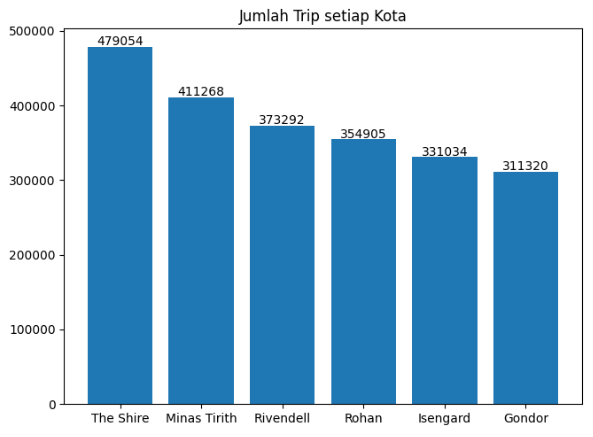 Jumlah Trip setiap Kota
500000
400000
300000
200000
100000
0
479054
411268
373292
354905
331034
311320
The Shire
Minas Tirith
Rivendell
Rohan
Isengard
Gondor